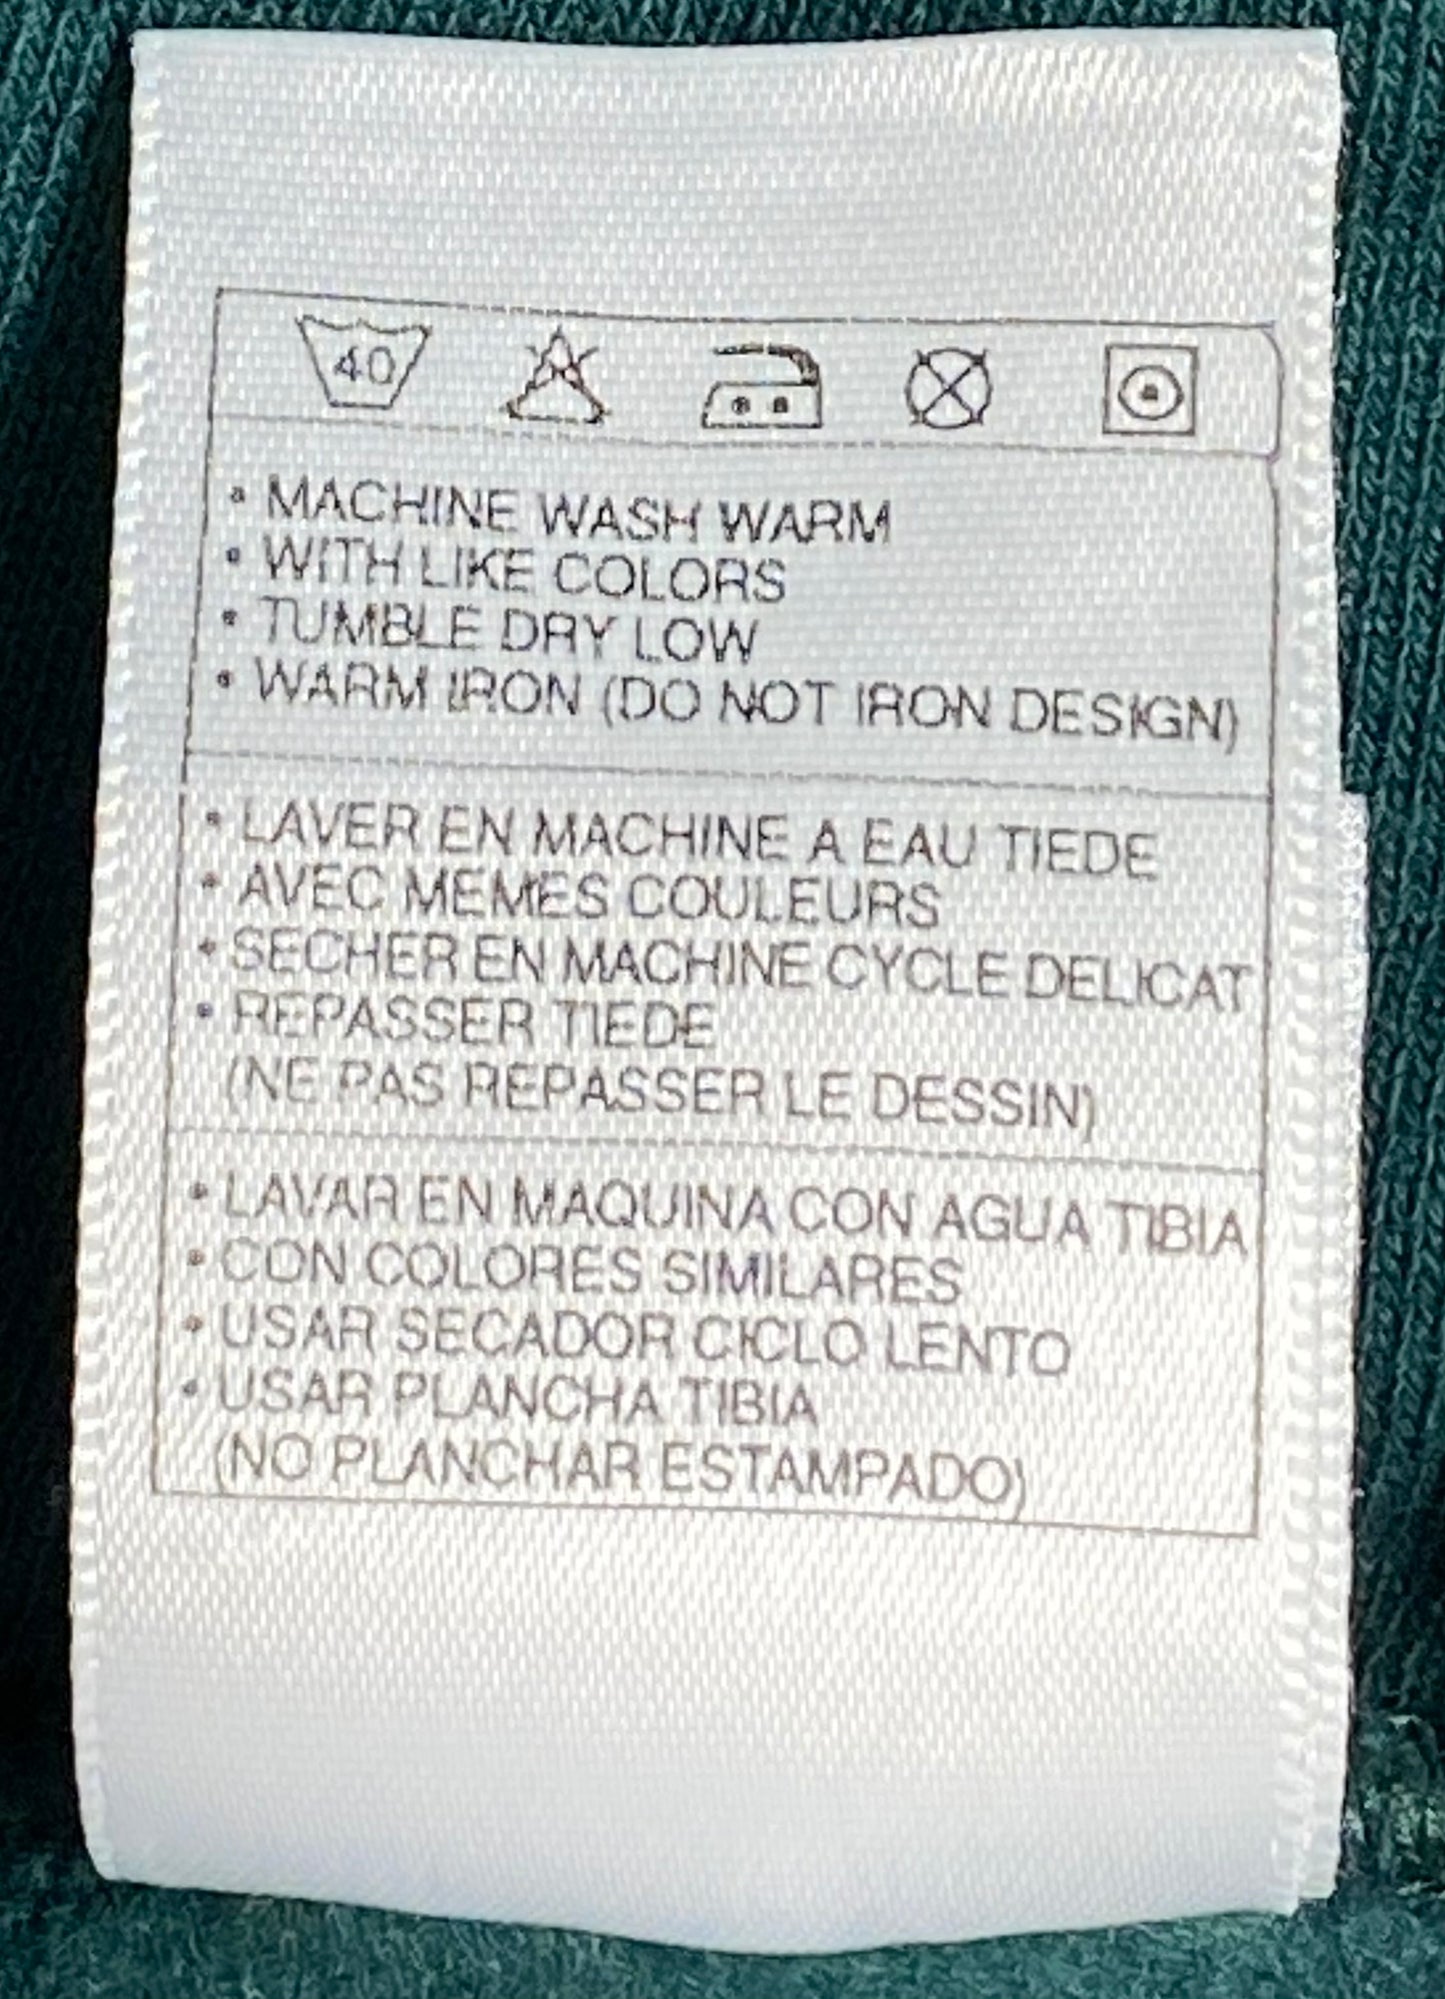 40
• MACHINE WASH WARM
• WITH LIKE COLORS
• TUMBLE DRY LOW
• WARM IRON (DO NOT IRON DESIGN)
• LAVER EN MACHINE A EAU TIEDE
• AVEC MEMES COULEURS
• SECHER EN MACHINE CYCLE DELICAT
• REPASSER TIEDE
(NE PAS REPASSER LE DESSIN)
• LAVAR EN MAQUINA CON AGUA TIBIA
• CON COLORES SIMILARES
• USAR SECADOR CICLO LENTO
• USAR PLANCHA TIBIA
(NO PLANCHAR ESTAMPADO)